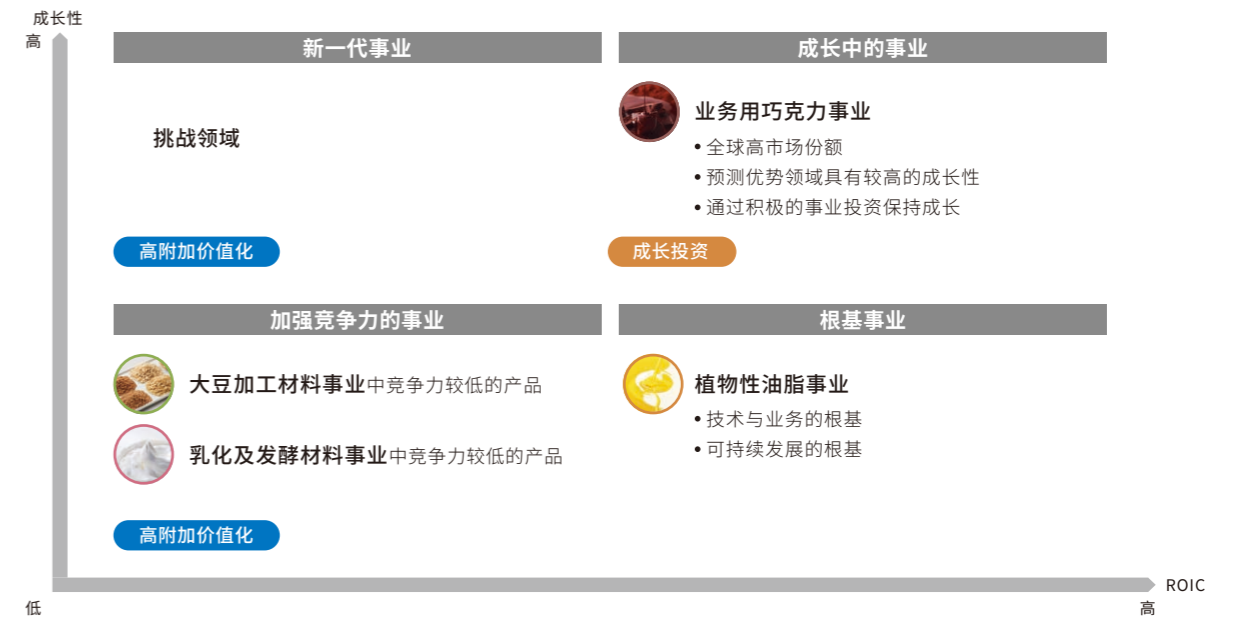 成长性
高
新一代事业
挑战领域
高附加价值化
成长中的事业
业务用巧克力事业
• 全球高市场份额
• 预测优势领域具有较高的成长性
• 通过积极的事业投资保持成长
成长投资
加强竞争力的事业
大豆加工材料事业中竞争力较低的产品
乳化及发酵材料事业中竞争力较低的产品
高附加价值化
根基事业
植物性油脂事业
• 技术与业务的根基
• 可持续发展的根基
ROIC
低
高